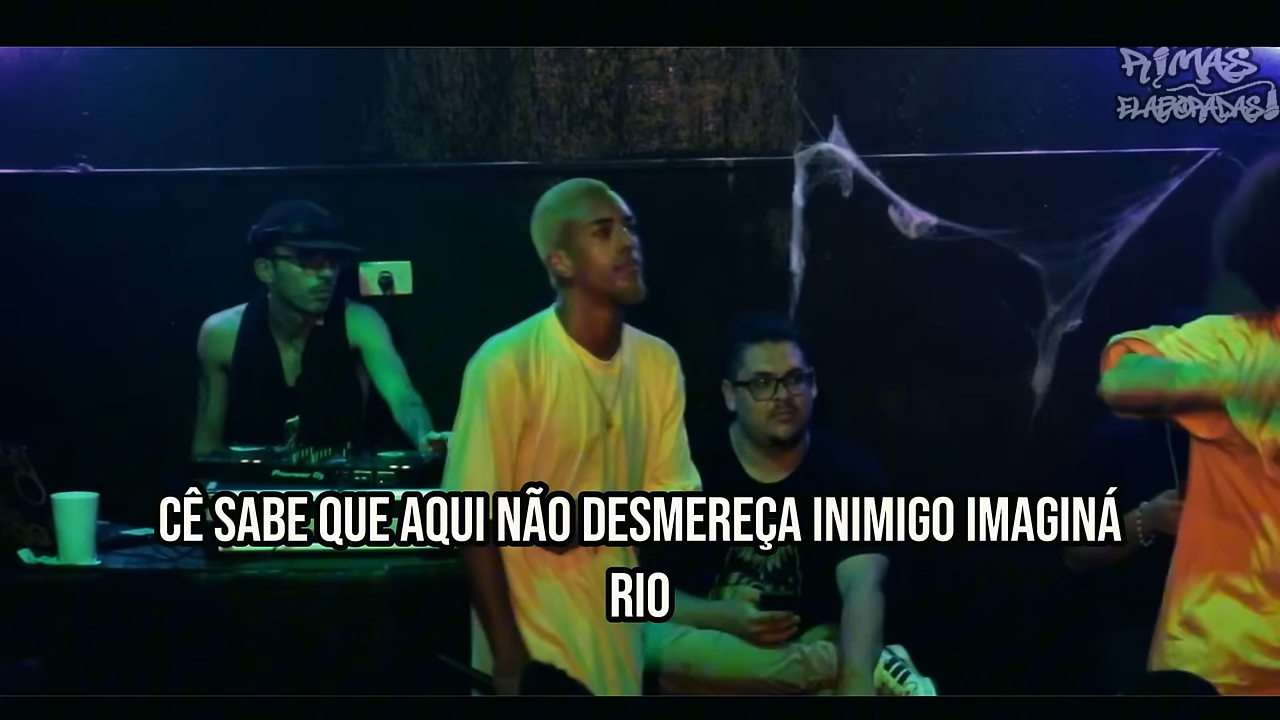 RIMAS
ELABORADAS!
CÊ SABE QUE AQUI NÃO DESMEREÇA INIMIGO IMAGINÁ
RIO